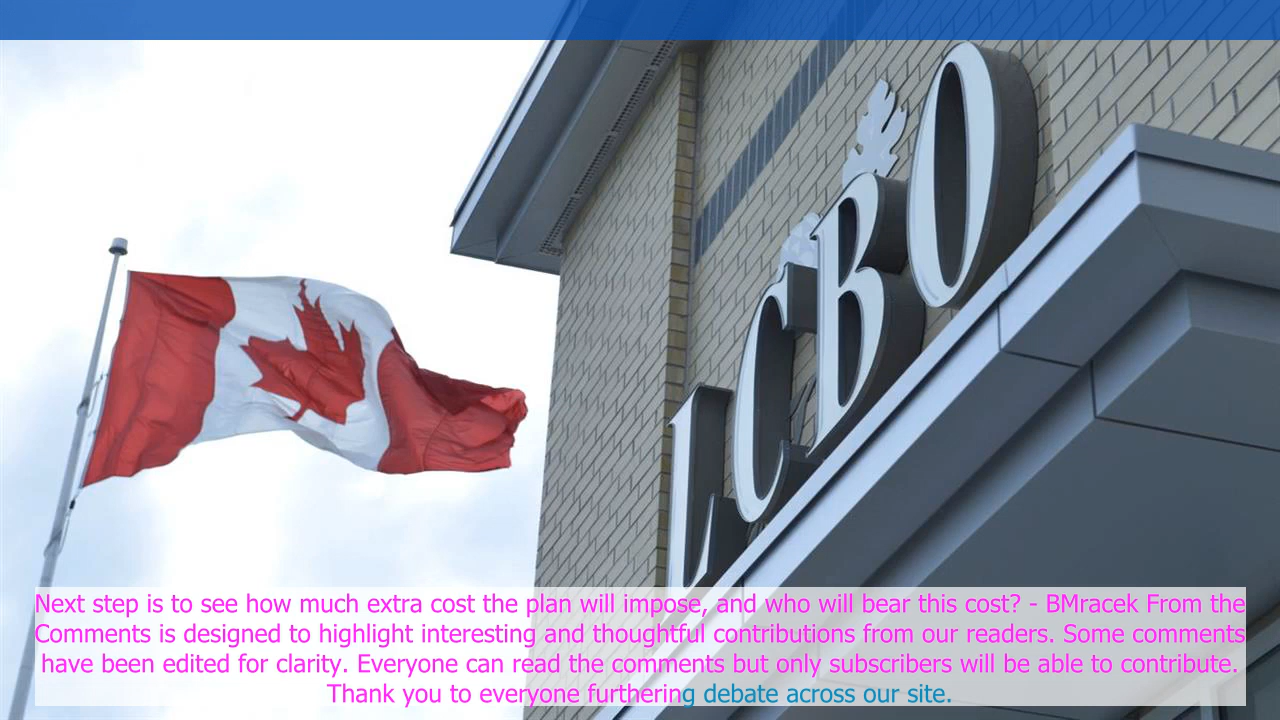 LCBO
Next step is to see how much extra cost the plan will impose, and who will bear this cost? - BMracek From the
Comments is designed to highlight interesting and thoughtful contributions from our readers. Some comments
have been edited for clarity. Everyone can read the comments but only subscribers will be able to contribute.
Thank you to everyone furthering debate across our site.